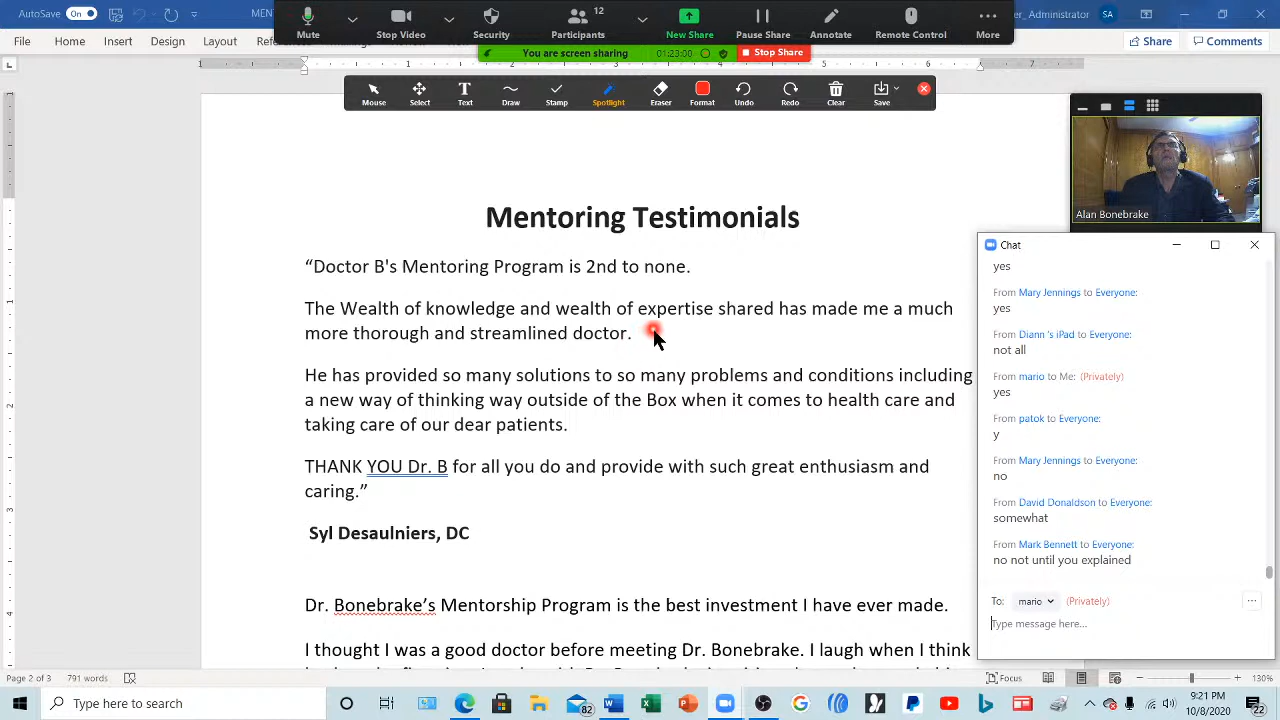 AutoSave
On
12
er_Administrator
SA
Mute
Stop Video
Security
Participants
New Share
Pause Share
Annotate
Remote Control
More
File
Home
Design
Layout
You are screen sharing
01:23:00
Stop Share
Share
Comments
Mouse
Select
Text
Draw
Stamp
Spotlight
Eraser
Format
Undo
Redo
Clear
Save
Mentoring Testimonials
“Doctor B's Mentoring Program is 2nd to none.
The Wealth of knowledge and wealth of expertise shared has made me a much
more thorough and streamlined doctor.
He has provided so many solutions to so many problems and conditions including
a new way of thinking way outside of the Box when it comes to health care and
taking care of our dear patients.
THANK YOU Dr. B for all you do and provide with such great enthusiasm and
caring.”
Syl Desaulniers, DC
Dr. Bonebrake’s Mentorship Program is the best investment I have ever made.
I thought I was a good doctor before meeting Dr. Bonebrake. I laugh when I think
Alan Bonebrake
Chat
yes
From Mary Jennings to Everyone:
yes
From Diann 's iPad to Everyone:
not all
From mario to Me: (Privately)
yes
From patok to Everyone:
y
From Mary Jennings to Everyone:
no
From David Donaldson to Everyone:
somewhat
From Mark Bennett to Everyone:
no not until you explained
To: mario (Privately)
Type message here...
Page 1 of 3
791 words
Focus
130%
Type here to search
82
9:21 PM
10/8/2020
22